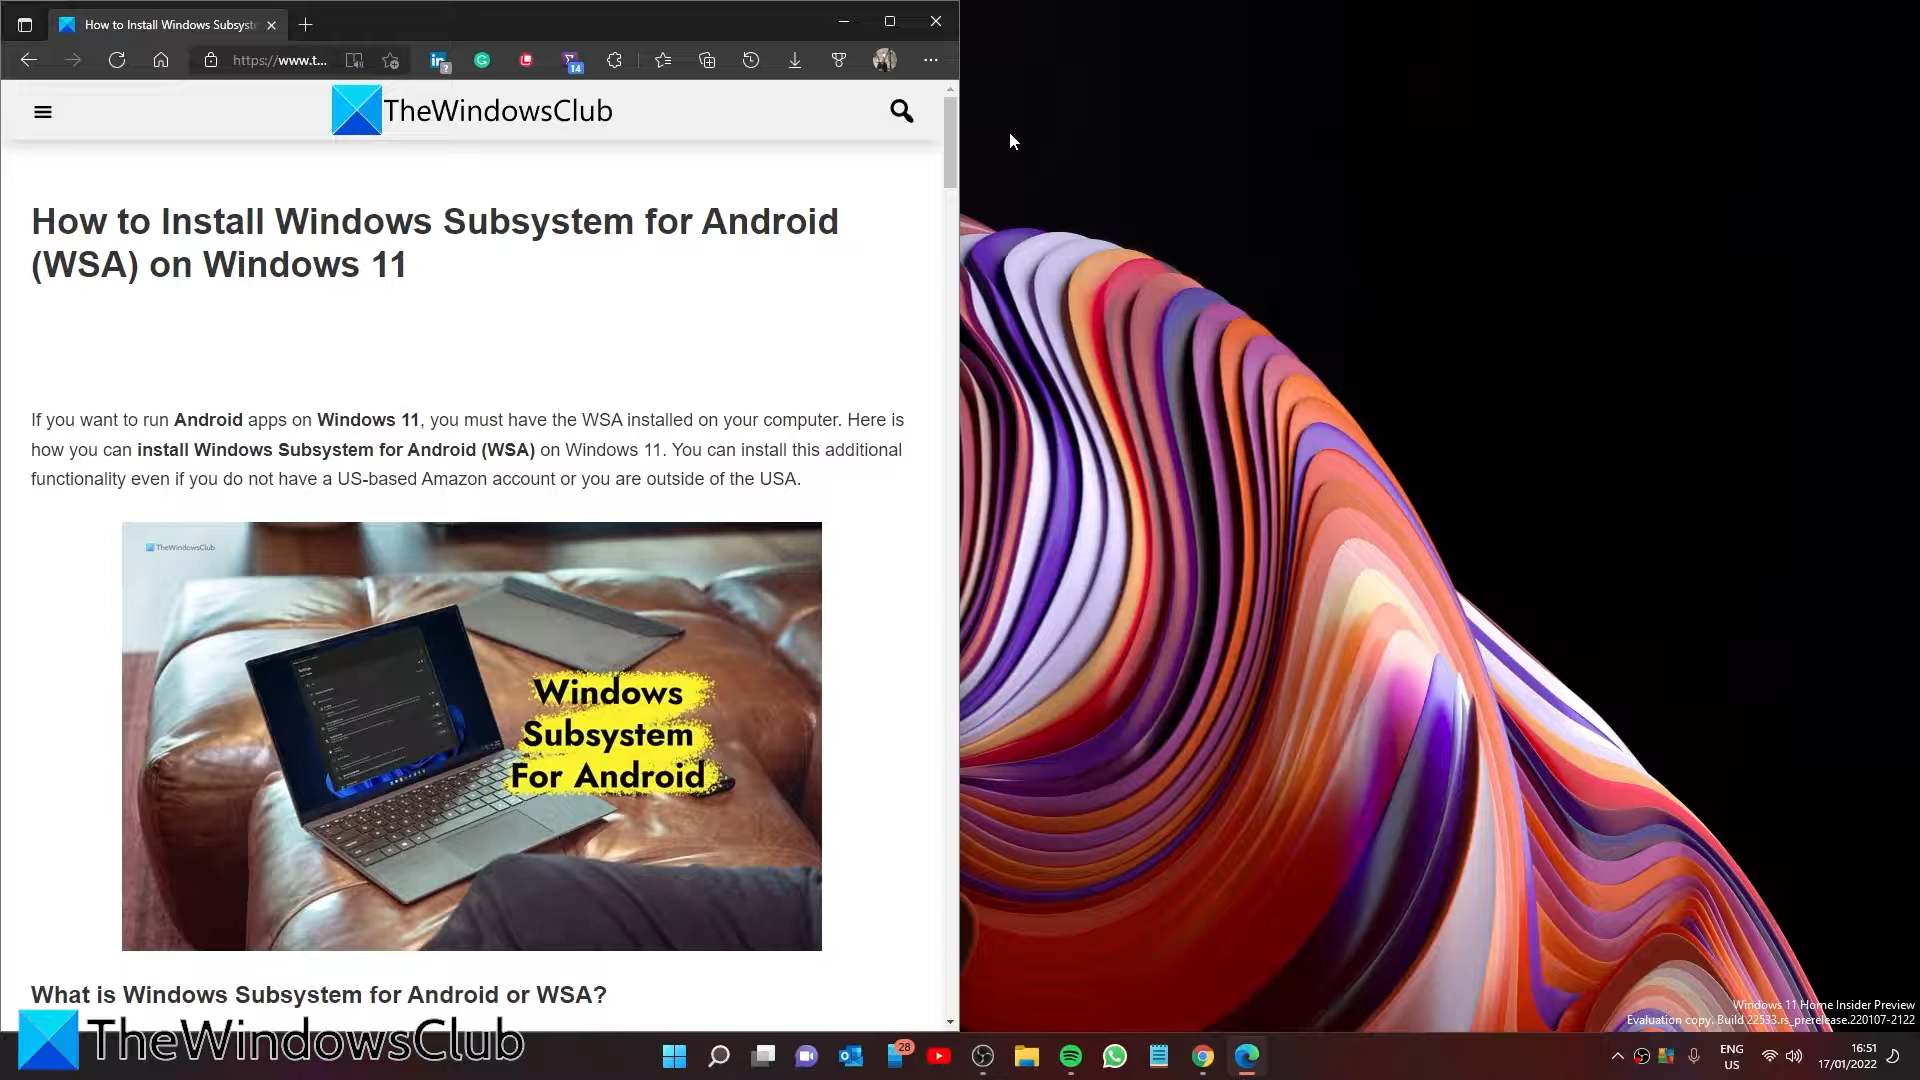 How to Install Windows Subsyste
https://www.t...
14
TheWindowsClub
How to Install Windows Subsystem for Android
(WSA) on Windows 11
If you want to run Android apps on Windows 11, you must have the WSA installed on your computer. Here is
how you can install Windows Subsystem for Android (WSA) on Windows 11. You can install this additional
functionality even if you do not have a US-based Amazon account or you are outside of the USA.
TheWindowsClub
Windows
Subsystem
For Android
What is Windows Subsystem for Android or WSA?
TheWindowsClub
Windows 11 Home Insider Preview
Evaluation copy. Build 22533.rs_prerelease.220107-2122
28
ENG
US
16:51
17/01/2022